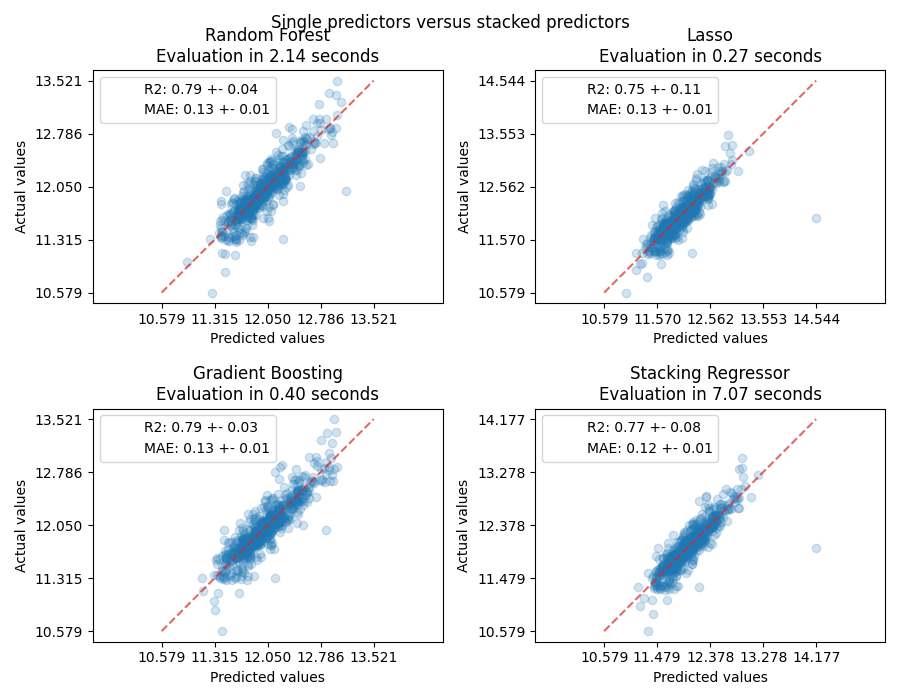 Single predictors versus stacked predictors
Random Forest
Evaluation in 2.14 seconds
R2: 0.79 +- 0.04
MAE: 0.13 +- 0.01
13.521
12.786
12.050
11.315
10.579
Actual values
10.579 11.315 12.050 12.786 13.521
Predicted values
Lasso
Evaluation in 0.27 seconds
R2: 0.75 +- 0.11
MAE: 0.13 +- 0.01
14.544
13.553
12.562
11.570
10.579
Actual values
10.579 11.570 12.562 13.553 14.544
Predicted values
Gradient Boosting
Evaluation in 0.40 seconds
R2: 0.79 +- 0.03
MAE: 0.13 +- 0.01
13.521
12.786
12.050
11.315
10.579
Actual values
10.579 11.315 12.050 12.786 13.521
Predicted values
Stacking Regressor
Evaluation in 7.07 seconds
R2: 0.77 +- 0.08
MAE: 0.12 +- 0.01
14.177
13.278
12.378
11.479
10.579
Actual values
10.579 11.479 12.378 13.278 14.177
Predicted values